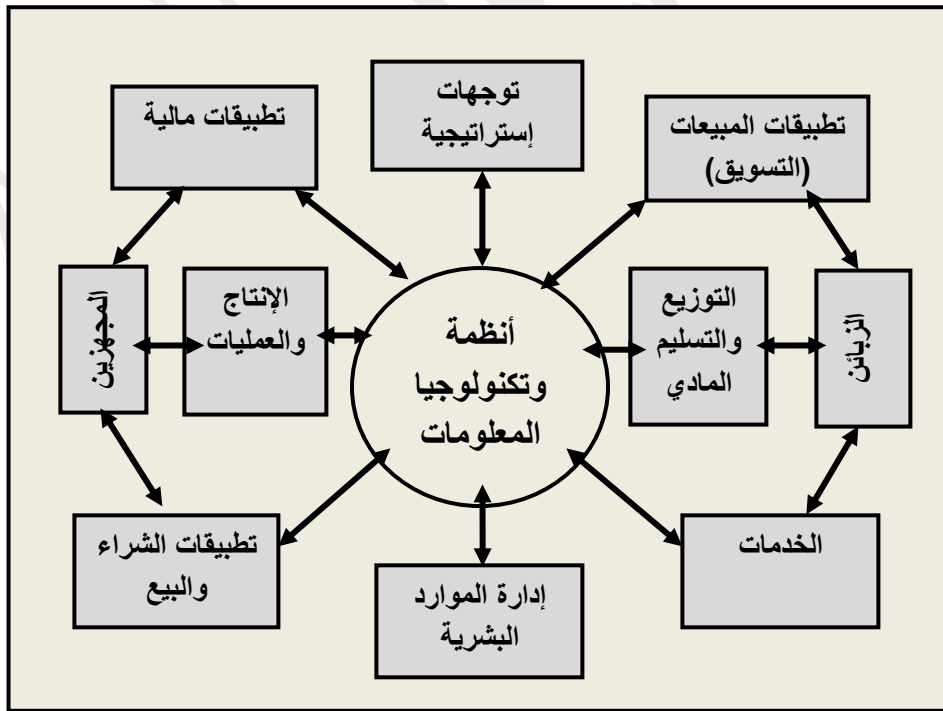 توجهات
إستراتيجية
تطبيقات المبيعات
(التسويق)
تطبيقات مالية
الزبائن
التوزيع
والتسليم
المادي
أنظمة
وتكنولوجيا
المعلومات
الإنتاج
والعمليات
المجهزين
الخدمات
إدارة الموارد
البشرية
تطبيقات الشراء
والبيع